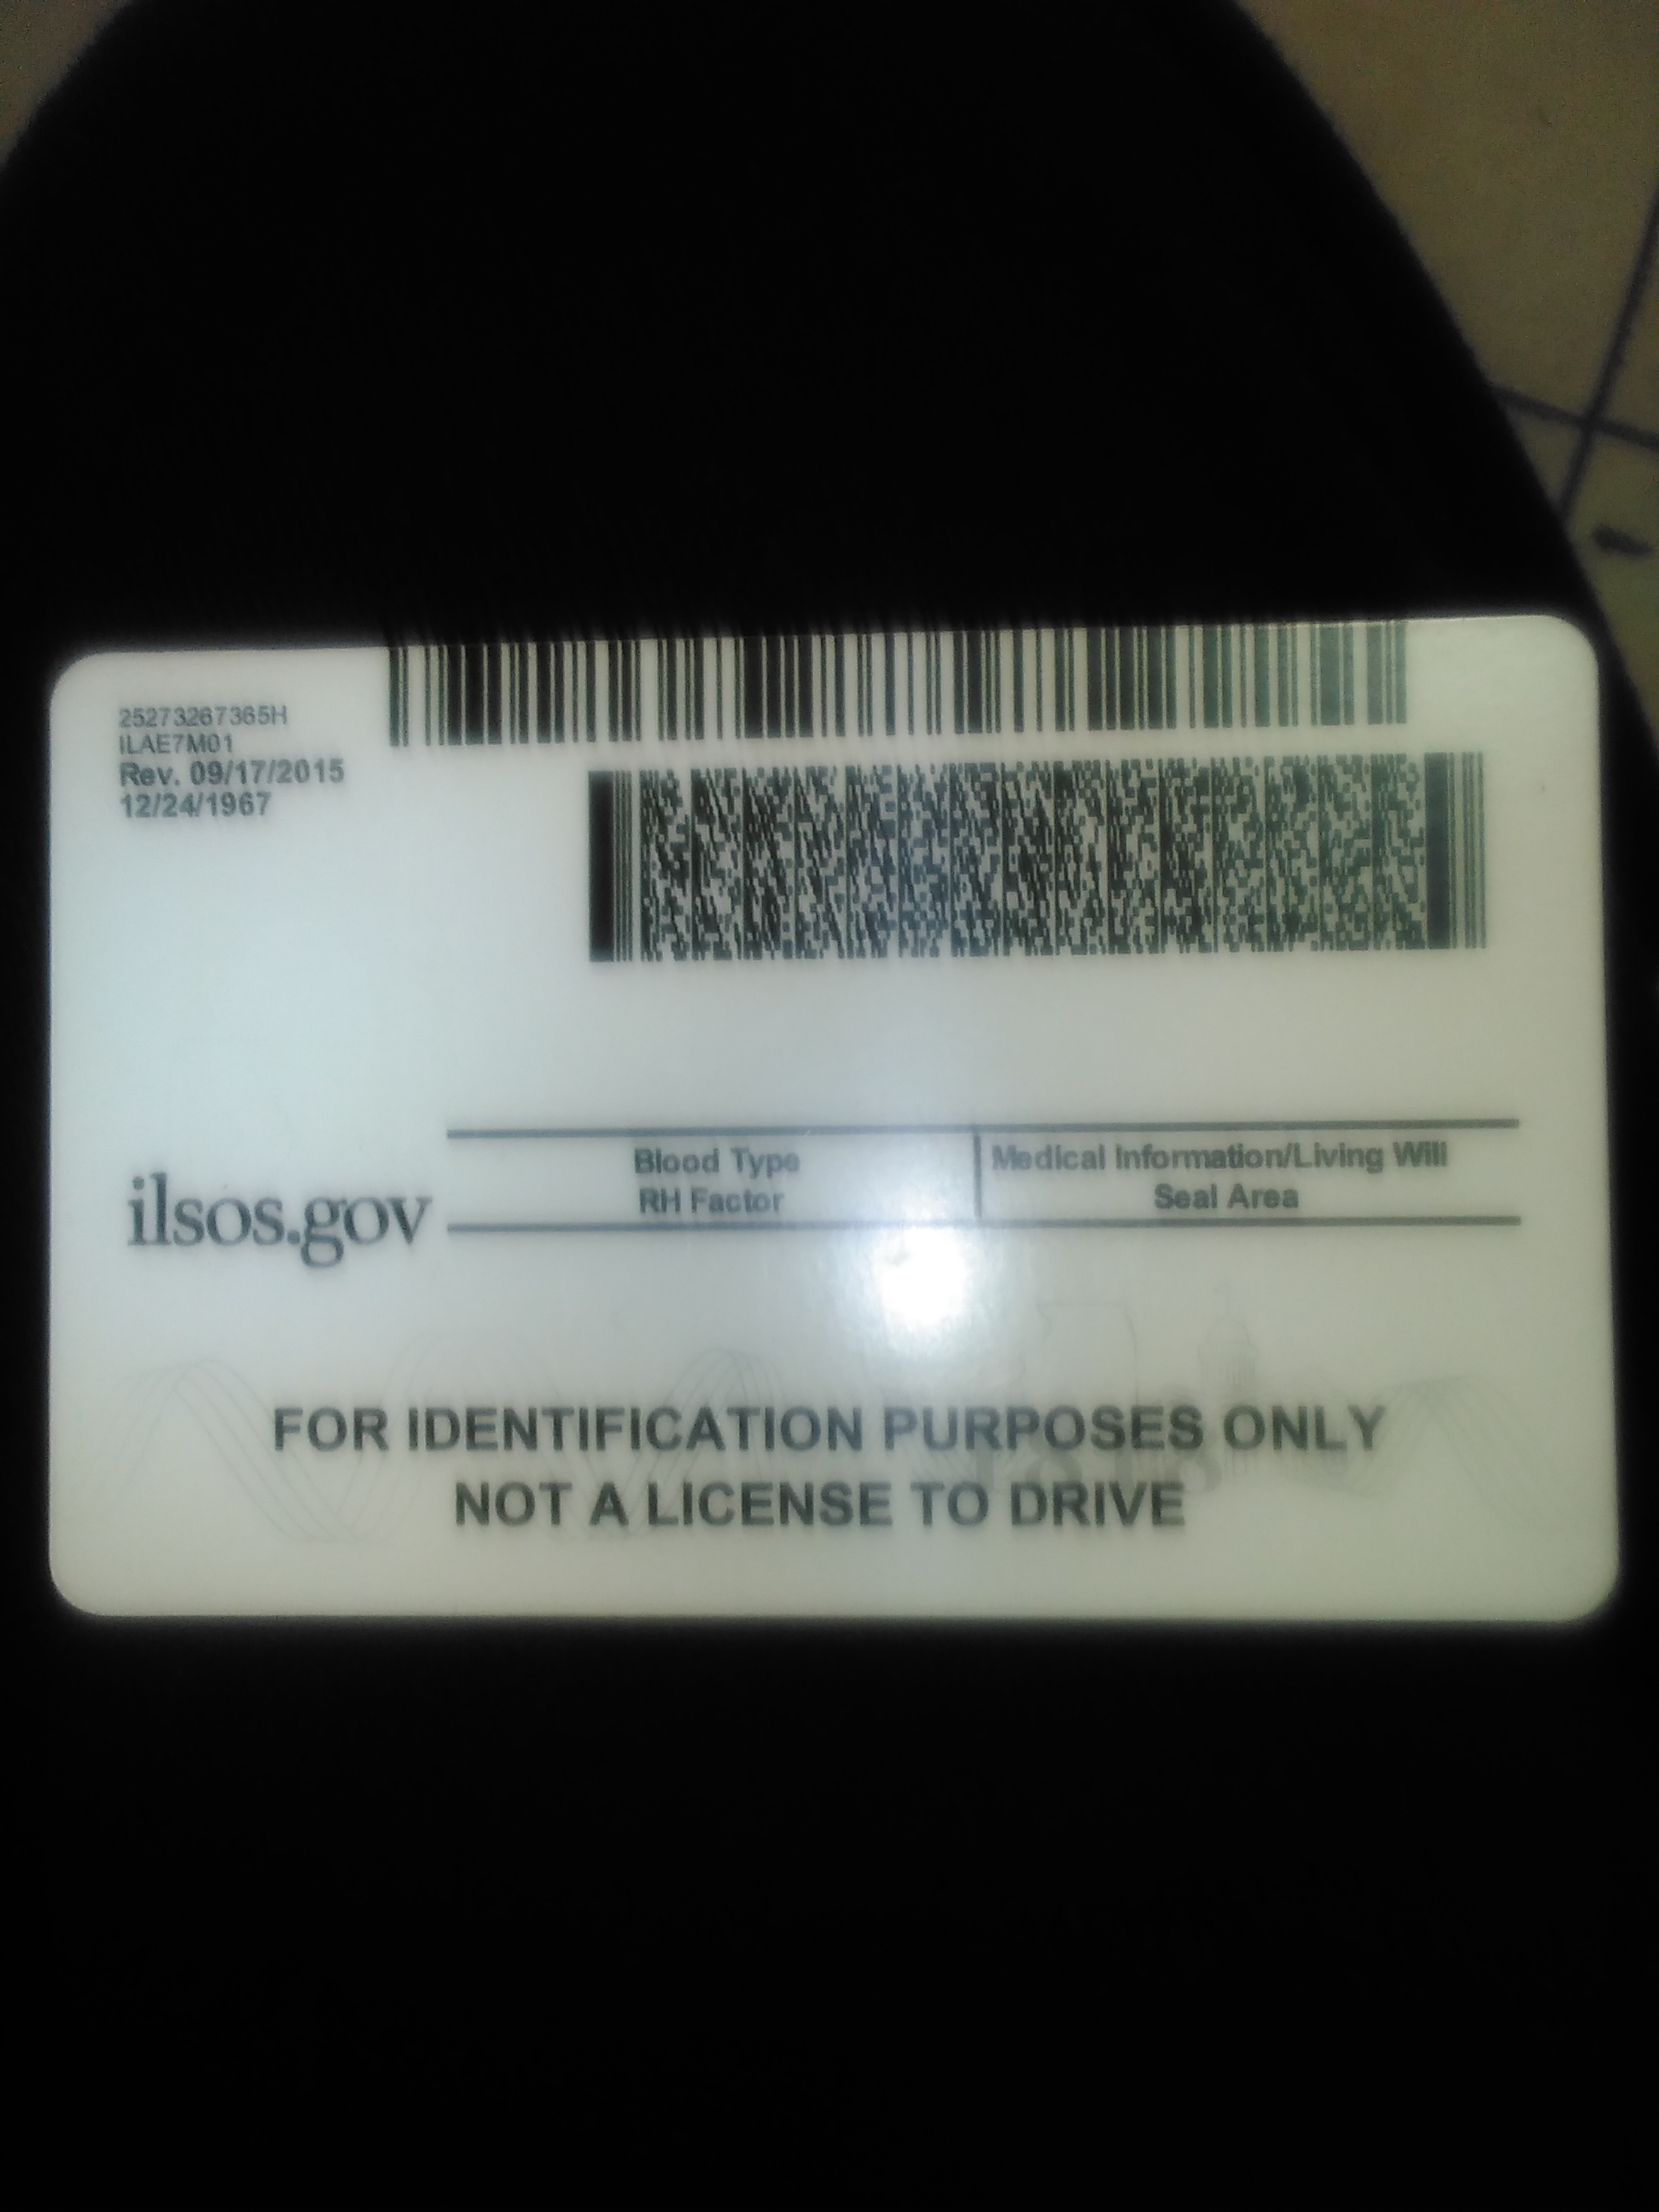 25273267365H
ILAE7M01
Rev. 09/17/2015
12/24/1967
Blood Type
RH Factor
Medical Information/Living Will
Seal Area
ilsos.gov
FOR IDENTIFICATION PURPOSES ONLY
NOT A LICENSE TO DRIVE